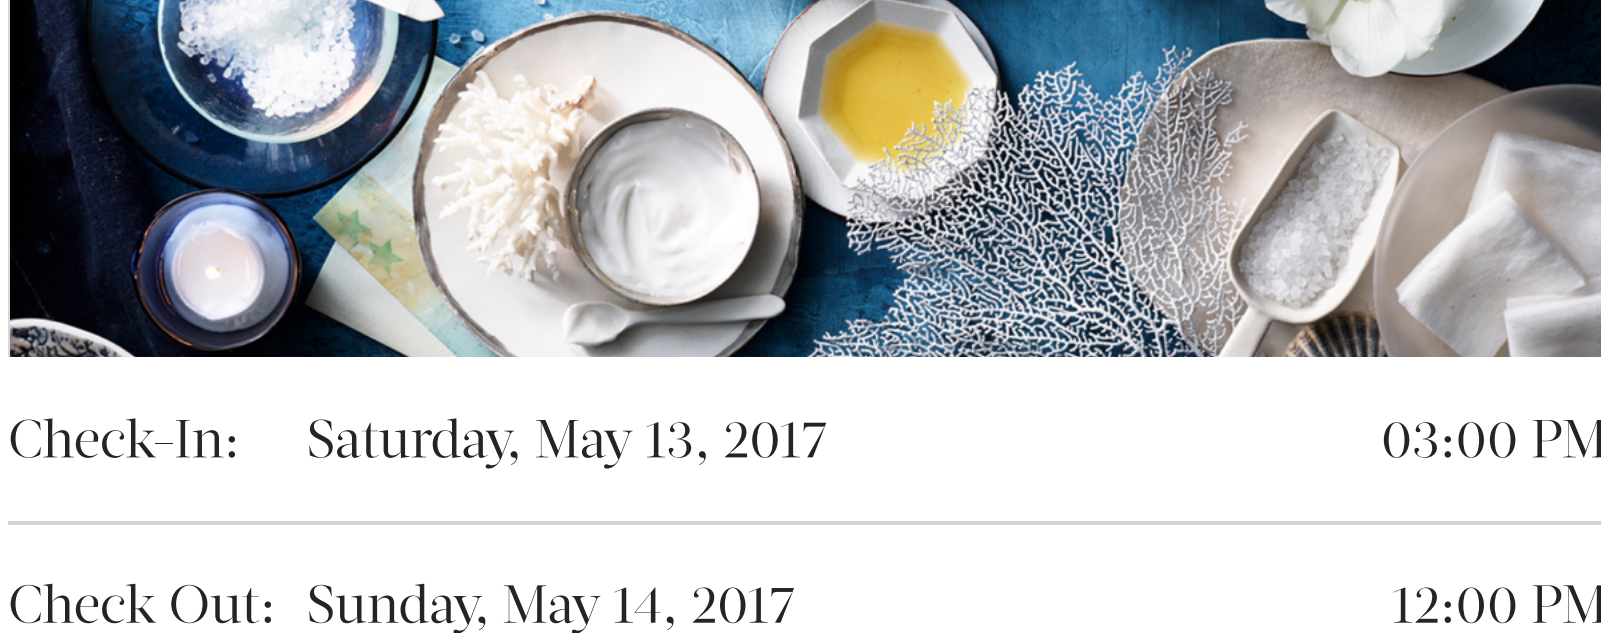 Check-In: Saturday, May 13, 2017 03:00 PM
Check Out: Sunday, May 14, 2017 12:00 PM